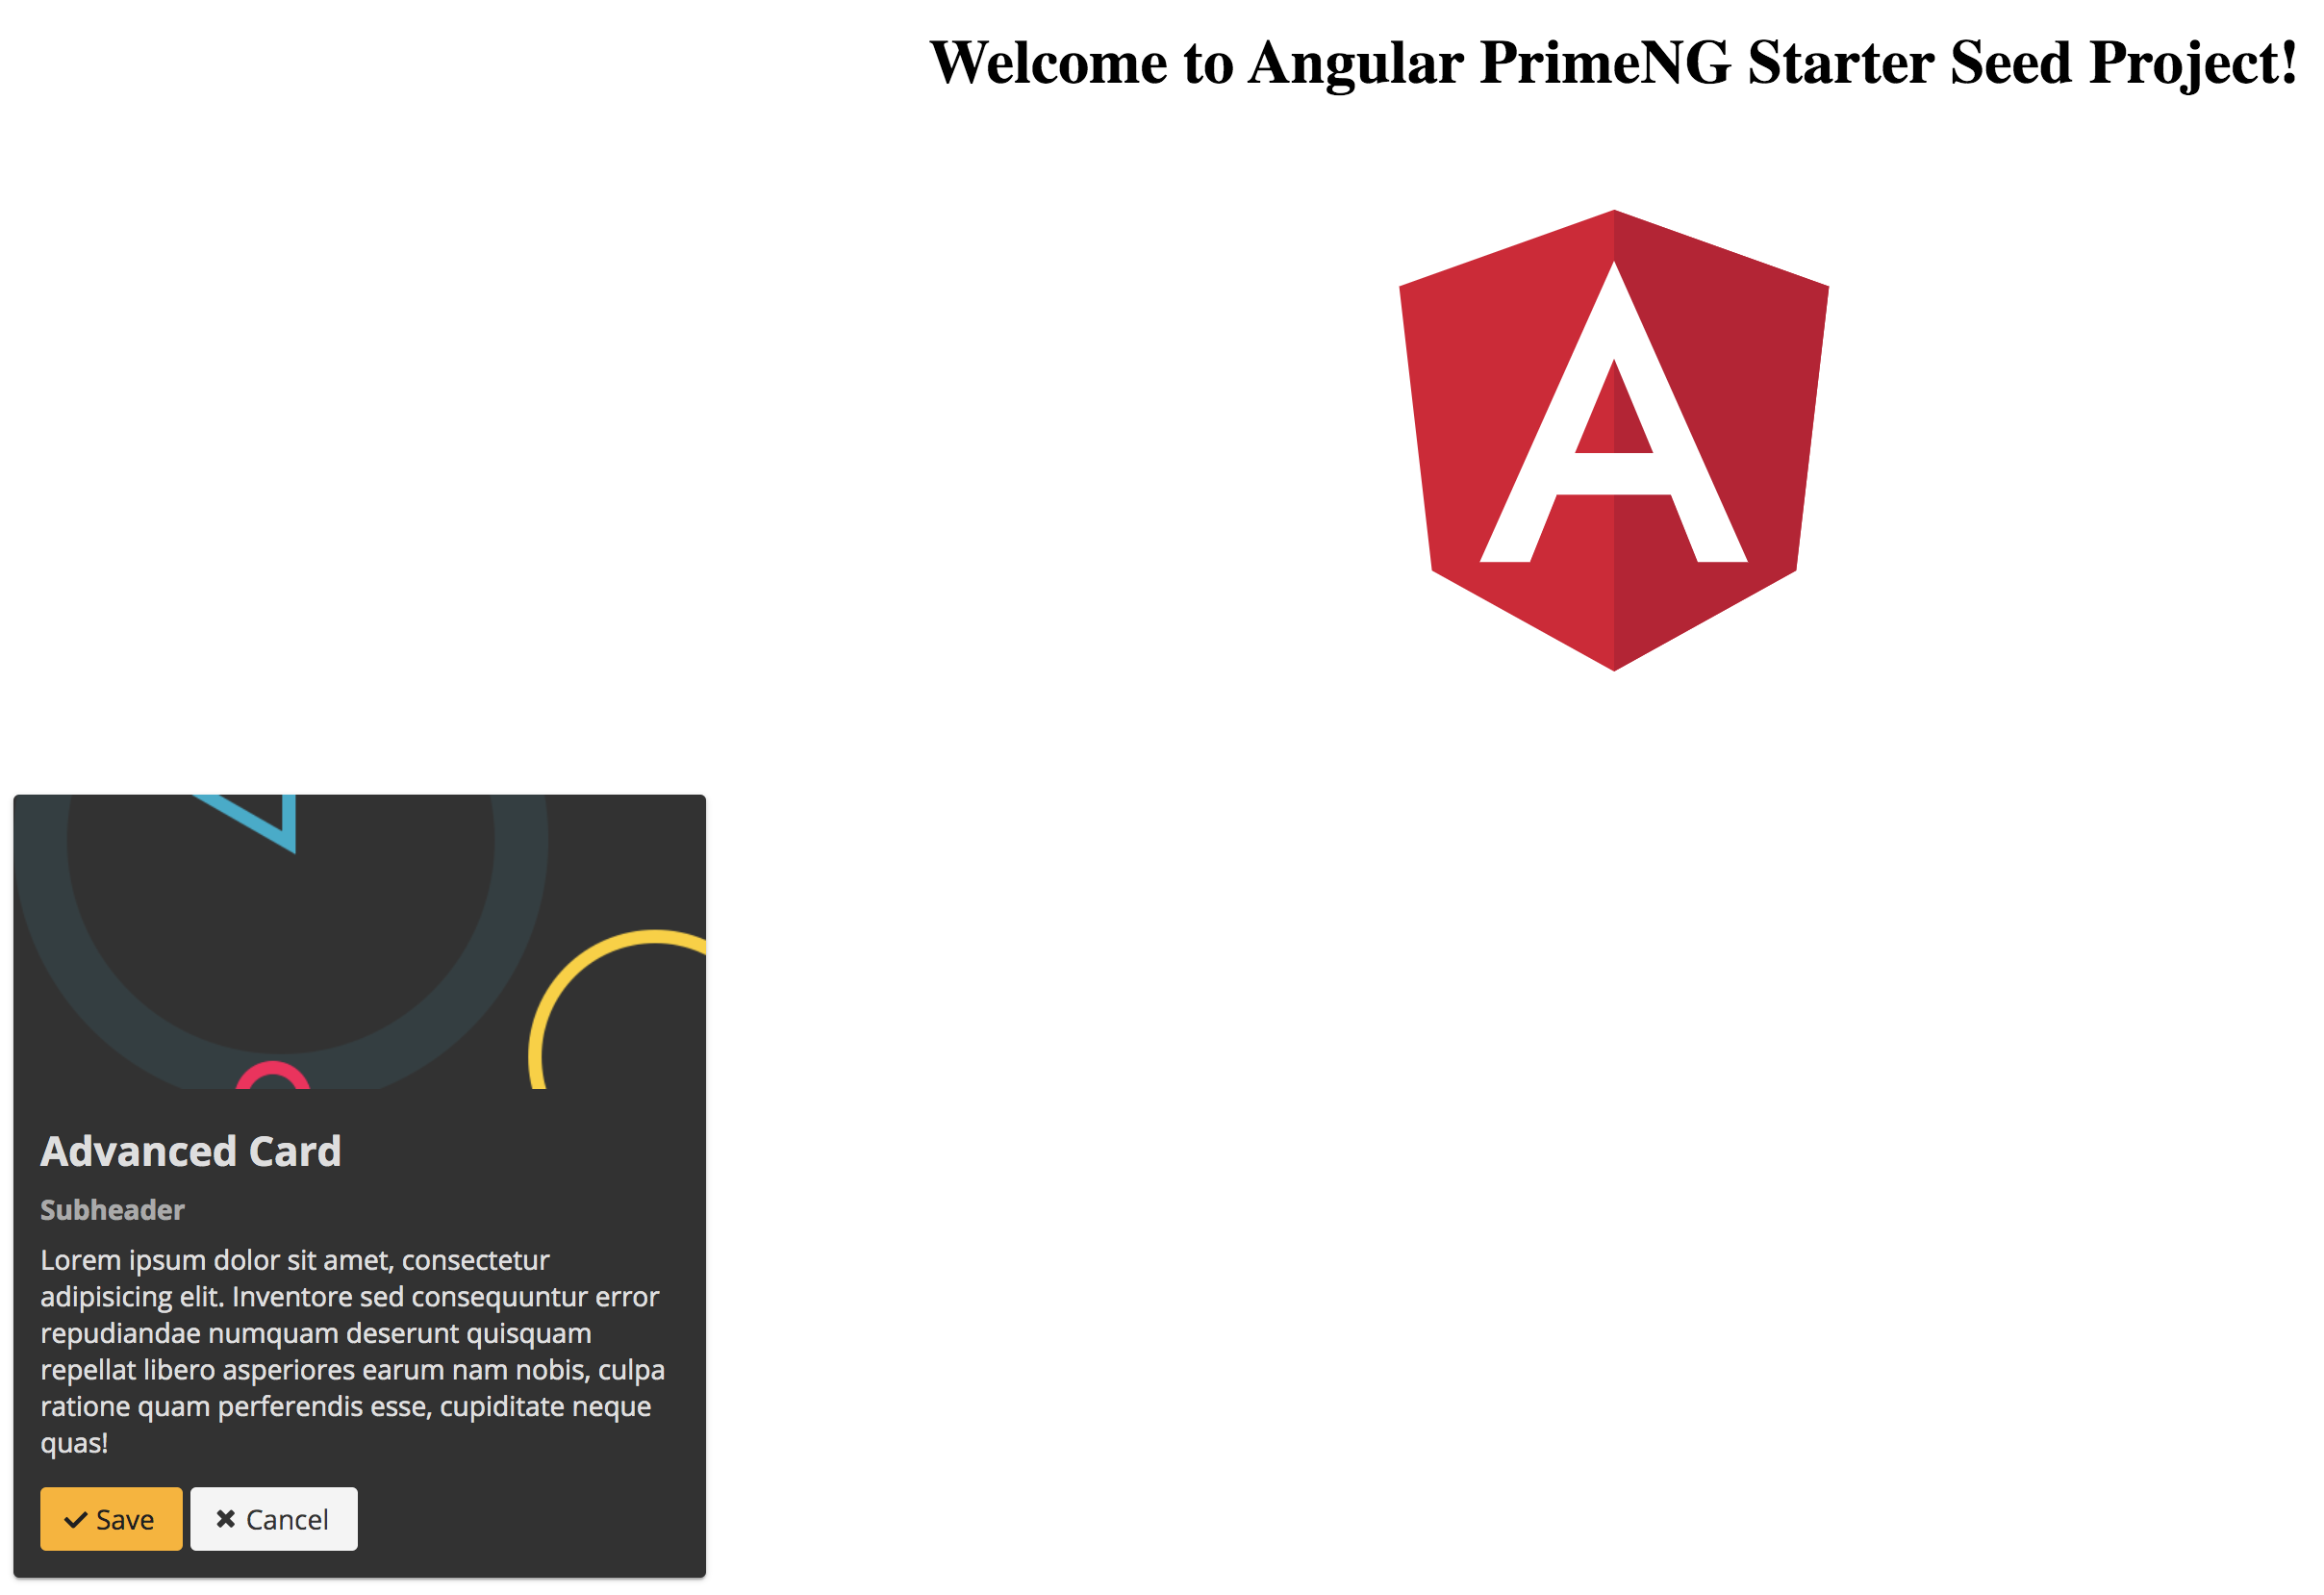 Welcome to Angular PrimeNG Starter Seed Project!
A
Advanced Card
Subheader
Lorem ipsum dolor sit amet, consectetur
adipisicing elit. Inventore sed consequuntur error
repudiandae numquam deserunt quisquam
repellat libero asperiores earum nam nobis, culpa
ratione quam perferendis esse, cupiditate neque
quas!
Save Cancel